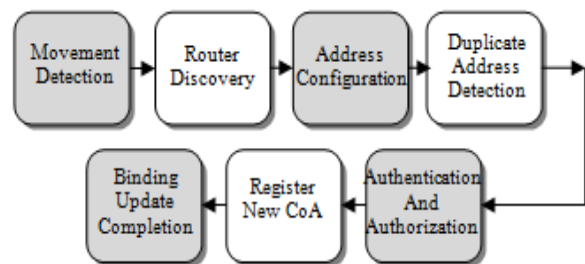 Movement
Detection
Router
Discovery
Address
Configuration
Duplicate
Address
Detection
Authentication
And
Authorization
Register
New CoA
Binding
Update
Completion